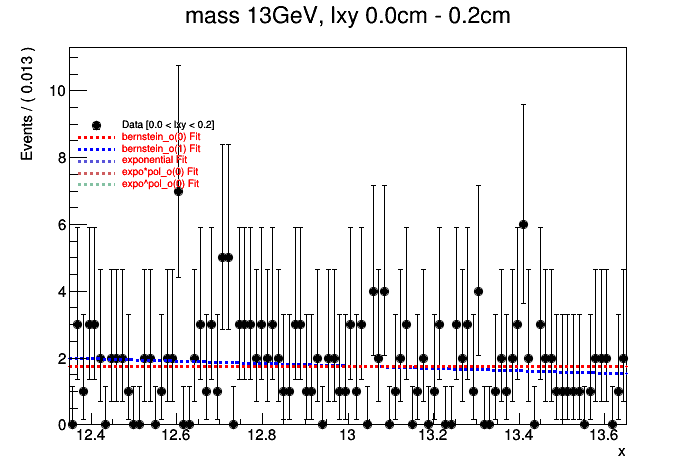 mass 13GeV, lxy 0.0cm - 0.2cm
Events / ( 0.013 )
10
8
6
4
2
0
Data [0.0 < lxy < 0.2]
bernstein_o(0) Fit
bernstein_o(1) Fit
exponential Fit
expo*pol_o(0) Fit
expo^pol_o(0) Fit
12.4 12.6 12.8 13 13.2 13.4 13.6
x